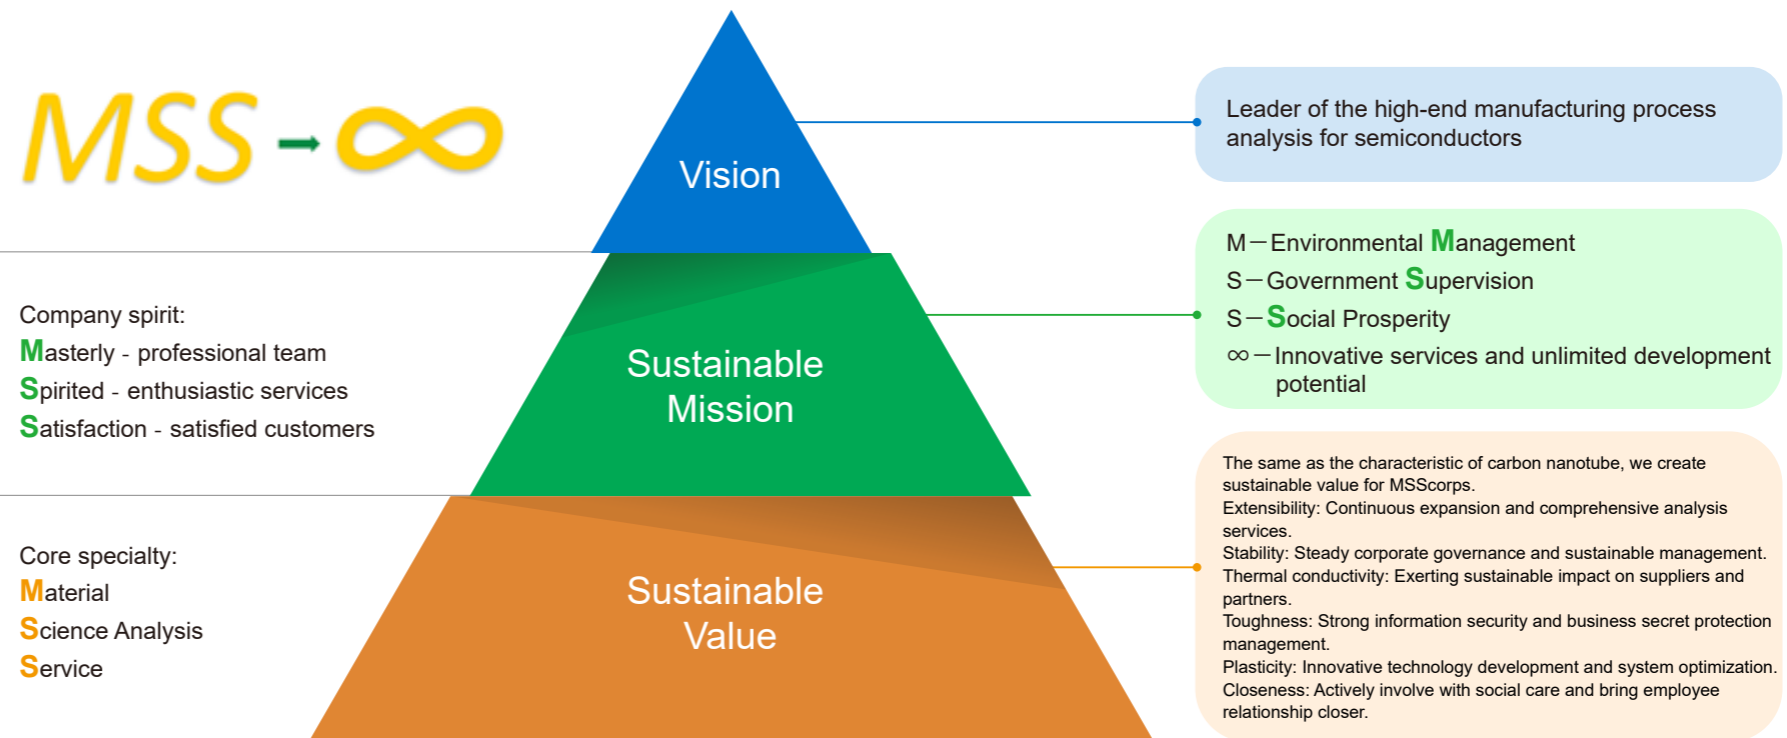 MSS → ∞
Vision
Leader of the high-end manufacturing process
analysis for semiconductors
Company spirit:
Masterly - professional team
Spirited - enthusiastic services
Satisfaction - satisfied customers
Sustainable
Mission
M－Environmental Management
S－Government Supervision
S－Social Prosperity
∞－Innovative services and unlimited development
potential
Core specialty:
Material
Science Analysis
Service
Sustainable
Value
The same as the characteristic of carbon nanotube, we create
sustainable value for MSScorps.
Extensibility: Continuous expansion and comprehensive analysis
services.
Stability: Steady corporate governance and sustainable management.
Thermal conductivity: Exerting sustainable impact on suppliers and
partners.
Toughness: Strong information security and business secret protection
management.
Plasticity: Innovative technology development and system optimization.
Closeness: Actively involve with social care and bring employee
relationship closer.